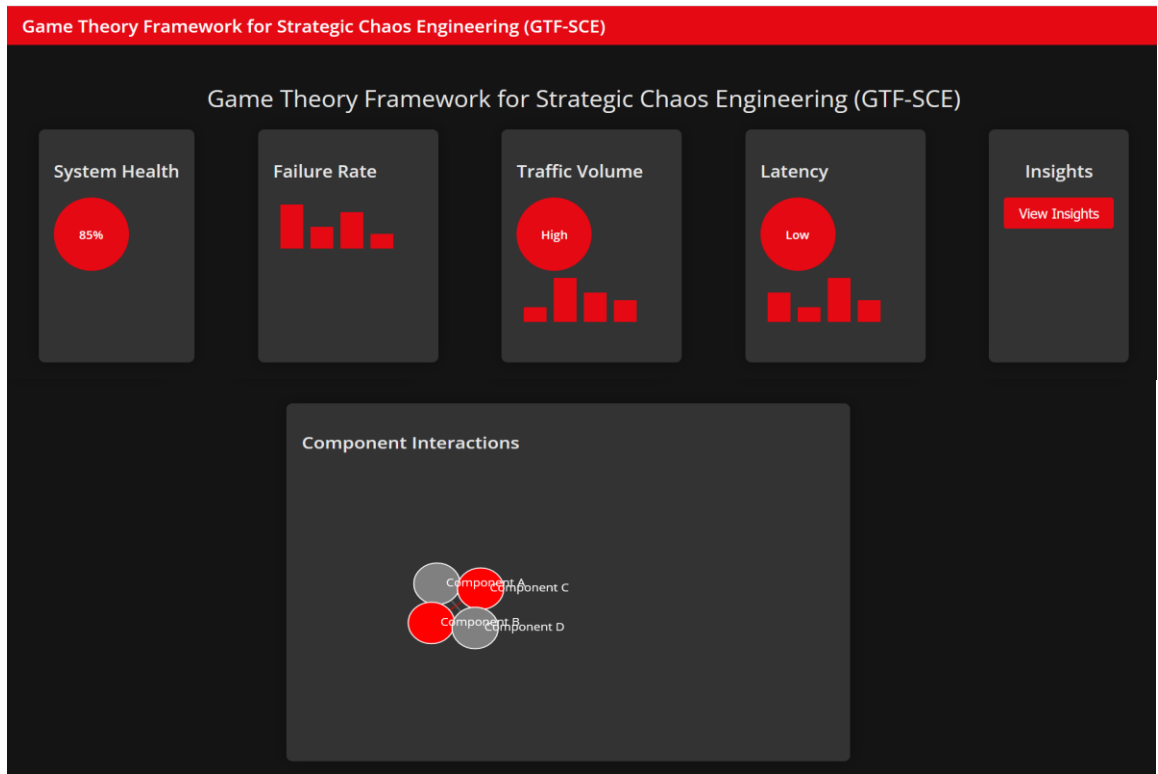 Game Theory Framework for Strategic Chaos Engineering (GTF-SCE)
Game Theory Framework for Strategic Chaos Engineering (GTF-SCE)
System Health
85%
Failure Rate
Traffic Volume
High
Latency
Low
Insights
View Insights
Component Interactions
Component A
Component C
Component B
Component D